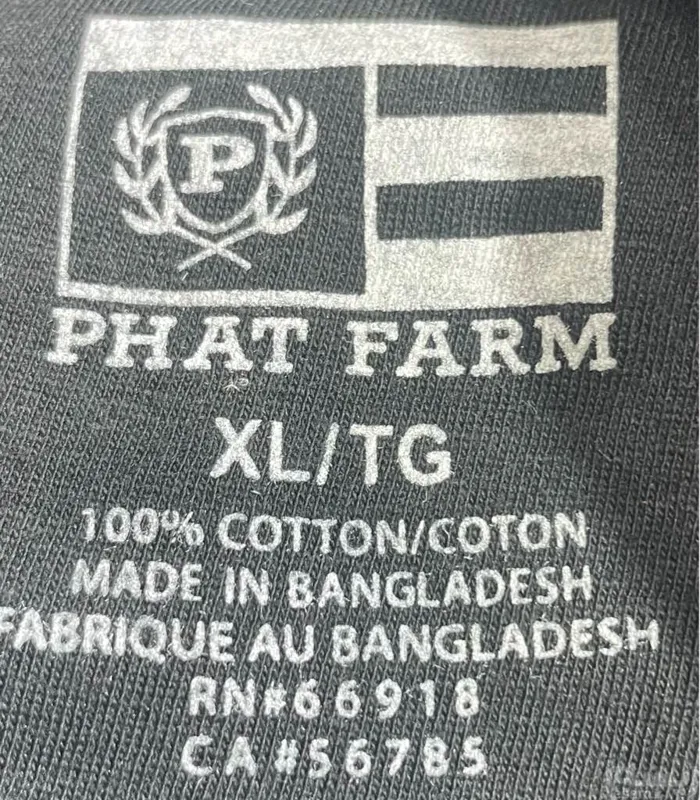 P
PHAT FARM
XL/TG
100% COTTON/COTON
MADE IN BANGLADESH
FABRIQUE AU BANGLADESH
RN#66918
CA#56785